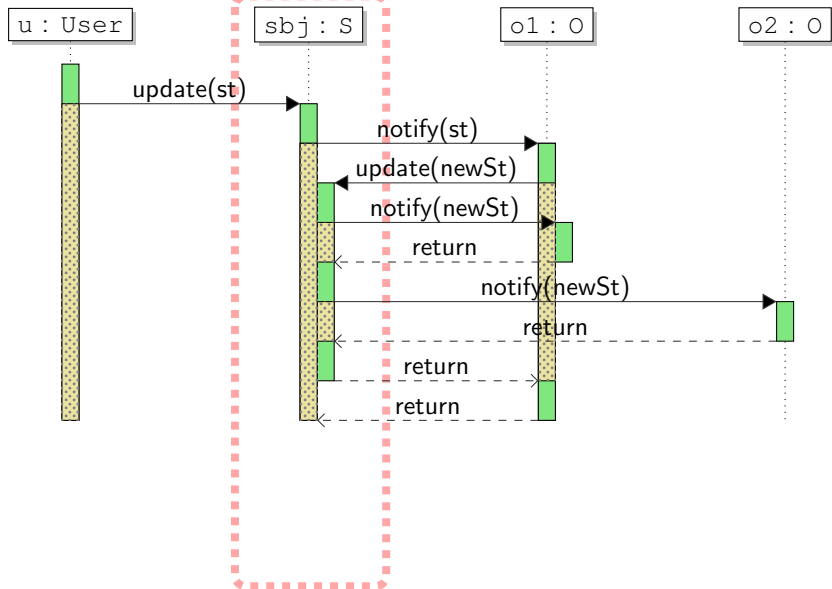 u : User
sbj : S
o1 : O
o2 : O
update(st)
notify(st)
update(newSt)
notify(newSt)
return
notify(newSt)
return
return
return